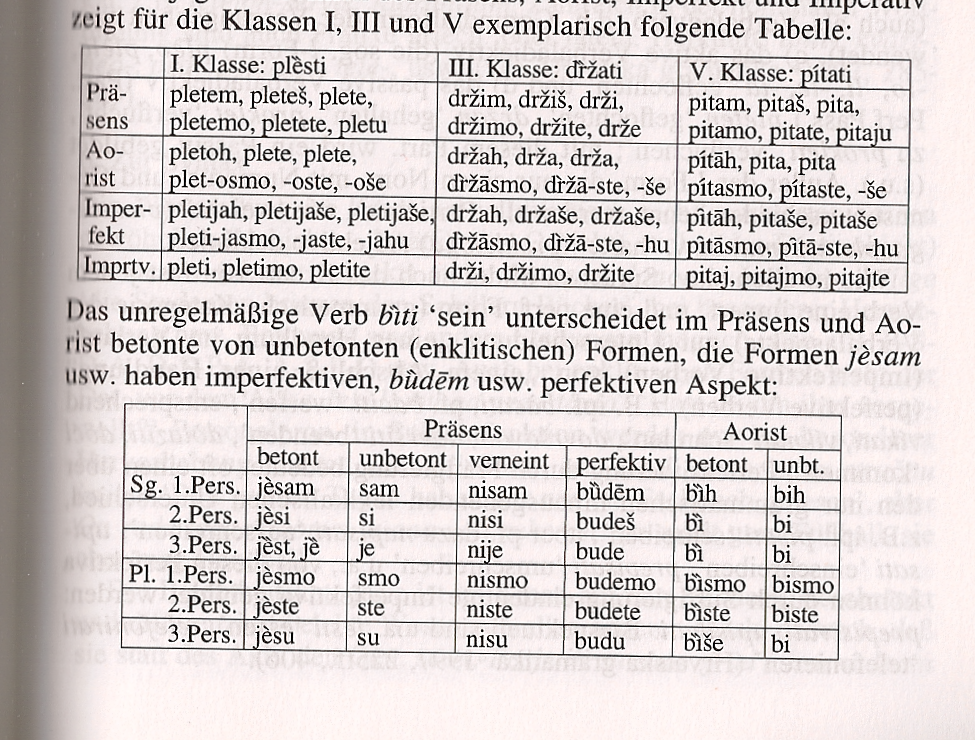 zeigt für die Klassen I, III und V exemplarisch folgende Tabelle:
I. Klasse: plȅsti III. Klasse: dȑžati V. Klasse: pítati
Prä- pletem, pleteš, plete, držim, držiš, drži, pitam, pitaš, pita,
sens pletemo, pletete, pletu držimo, držite, drže pitamo, pitate, pitaju
Ao- pletoh, plete, plete, držah, drža, drža, pítāh, pita, pita
rist plet-osmo, -oste, -oše dȑžāsmo, dȑžā-ste, -še pítasmo, pítaste, -še
Imper- pletijah, pletijaše, pletijaše, držah, držaše, držaše, pȋtāh, pitaše, pitaše
fekt pleti-jasmo, -jaste, -jahu dȑžāsmo, dȑžā-ste, -hu pȋtāsmo, pȋtā-ste, -hu
Imprtv. pleti, pletimo, pletite drži, držimo, držite pitaj, pitajmo, pitajte
Das unregelmäßige Verb bȉti ‘sein’ unterscheidet im Präsens und Ao-
rist betonte von unbetonten (enklitischen) Formen, die Formen jèsam
usw. haben imperfektiven, bȕdēm usw. perfektiven Aspekt:
Präsens Aorist
betont unbetont verneint perfektiv betont unbt.
Sg. 1.Pers. jèsam sam nisam bȕdēm bȉh bih
2.Pers. jèsi si nisi budeš bȉ bi
3.Pers. jȅst, jȅ je nije bude bȉ bi
Pl. 1.Pers. jèsmo smo nismo budemo bȉsmo bismo
2.Pers. jèste ste niste budete bȉste biste
3.Pers. jèsu su nisu budu bȉše bi